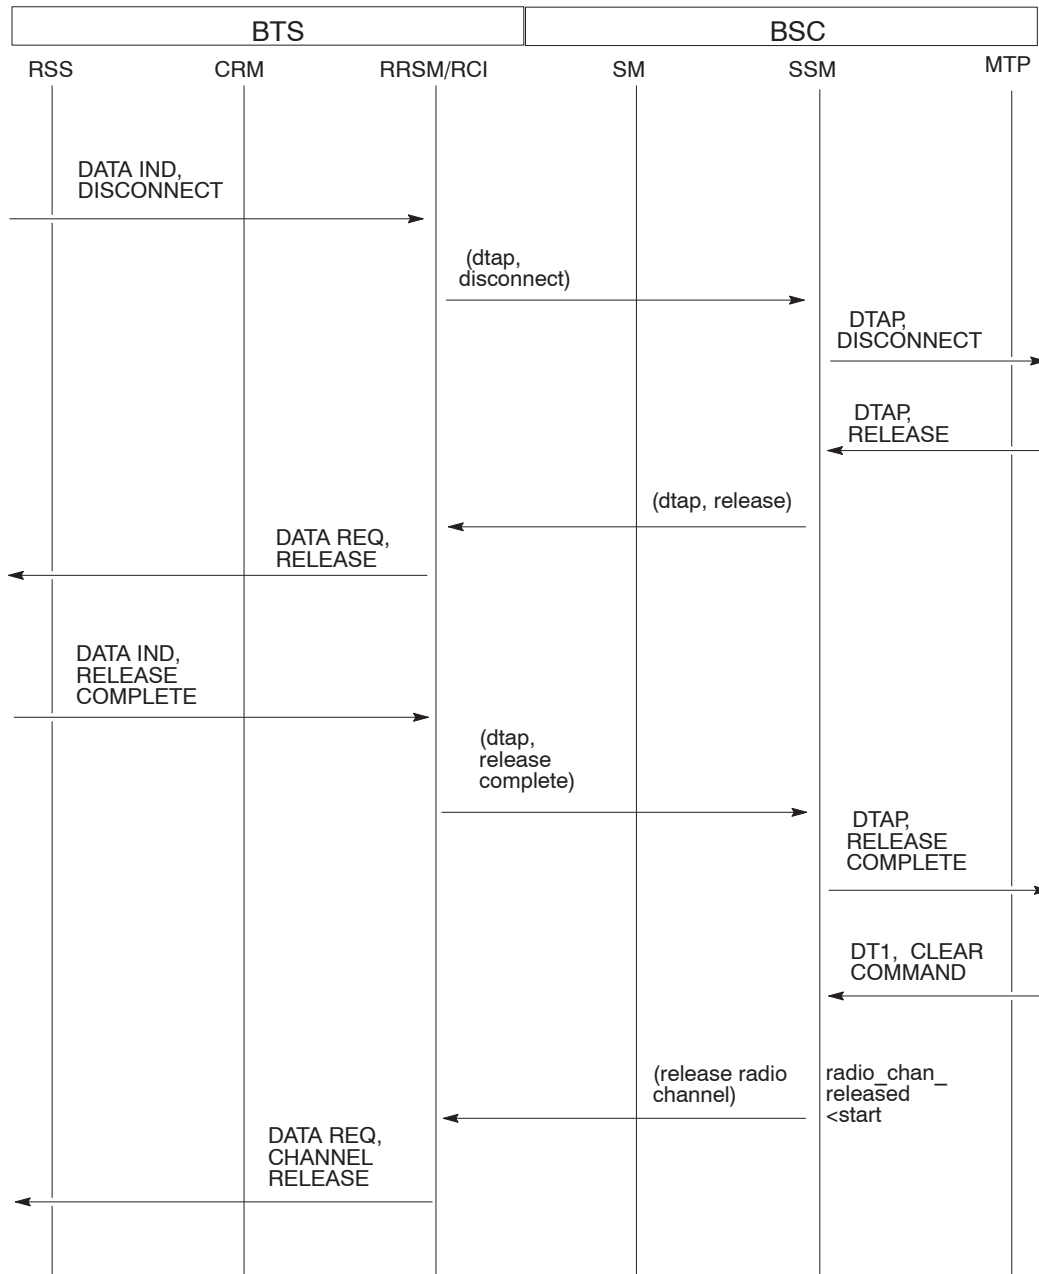 BTS
BSC
RSS
CRM
RRSM/RCI
SM
SSM
MTP
DATA IND,
DISCONNECT
(dtap,
disconnect)
DTAP,
DISCONNECT
DTAP,
RELEASE
(dtap, release)
DATA REQ,
RELEASE
DATA IND,
RELEASE
COMPLETE
(dtap,
release
complete)
DTAP,
RELEASE
COMPLETE
DT1, CLEAR
COMMAND
(release radio
channel)
radio_chan_
released
<start
DATA REQ,
CHANNEL
RELEASE